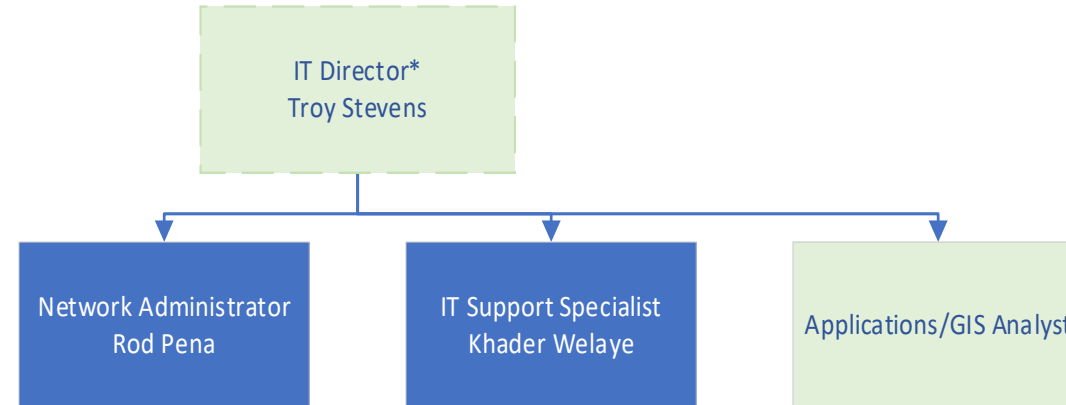 IT Director*
Troy Stevens
Network Administrator
Rod Pena
IT Support Specialist
Khader Welaye
Applications/GIS Analyst